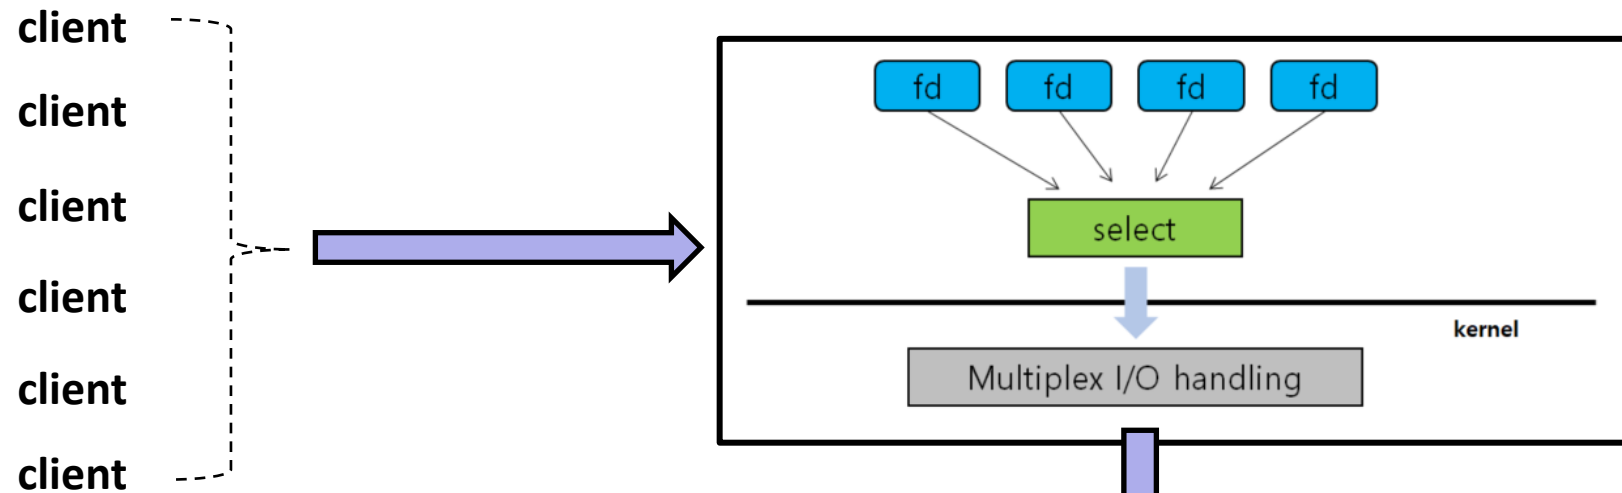 client
client
client
client
client
client
fd fd fd fd
select
kernel
Multiplex I/O handling